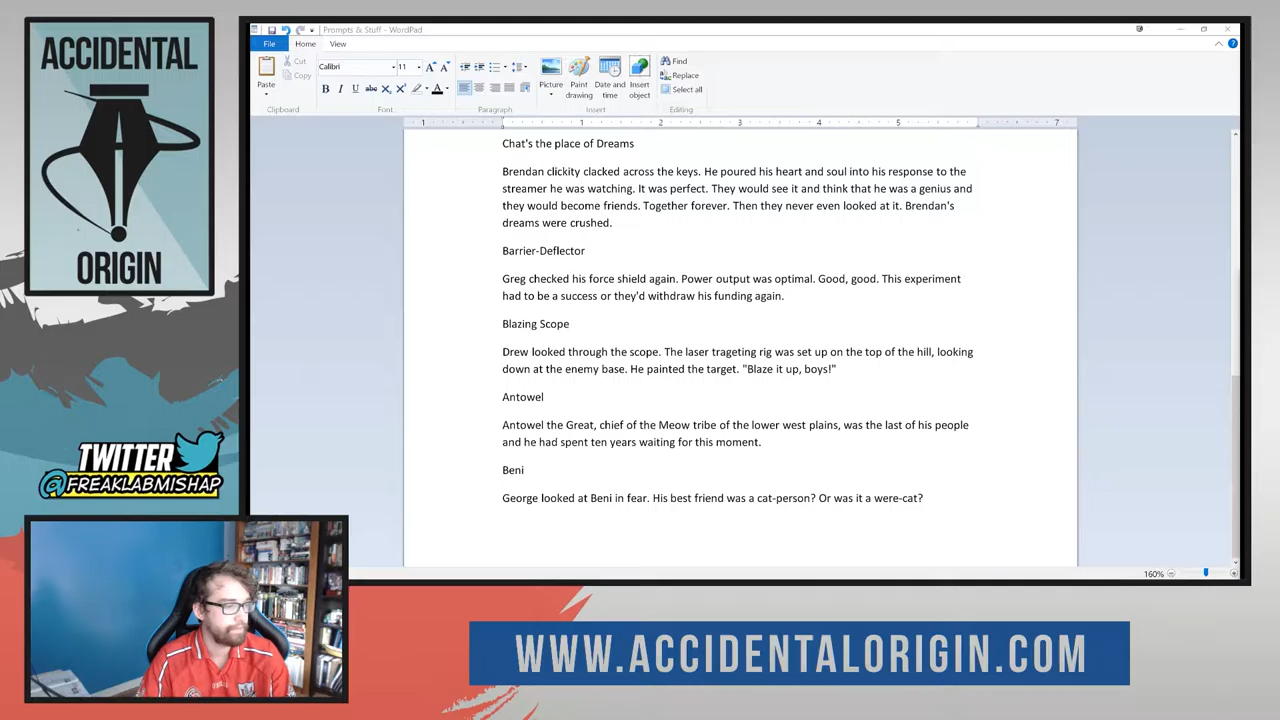 ACCIDENTAL
ORIGIN
Prompts & Stuff - WordPad
File
Home
View
Paste
Cut
Copy
Clipboard
Calibri
11
Font
Paragraph
Picture
Paint drawing
Date and time
Insert object
Insert
Find
Replace
Select all
Editing
1 1 2 3 4 5 7
Chat's the place of Dreams
Brendan clickity clacked across the keys. He poured his heart and soul into his response to the
streamer he was watching. It was perfect. They would see it and think that he was a genius and
they would become friends. Together forever. Then they never even looked at it. Brendan's
dreams were crushed.
Barrier-Deflector
Greg checked his force shield again. Power output was optimal. Good, good. This experiment
had to be a success or they'd withdraw his funding again.
Blazing Scope
Drew looked through the scope. The laser trageting rig was set up on the top of the hill, looking
down at the enemy base. He painted the target. "Blaze it up, boys!"
Antowel
Antowel the Great, chief of the Meow tribe of the lower west plains, was the last of his people
and he had spent ten years waiting for this moment.
Beni
George looked at Beni in fear. His best friend was a cat-person? Or was it a were-cat?
160%
TWITTER
@FREAKLABMISHAP
WWW.ACCIDENTALORIGIN.COM